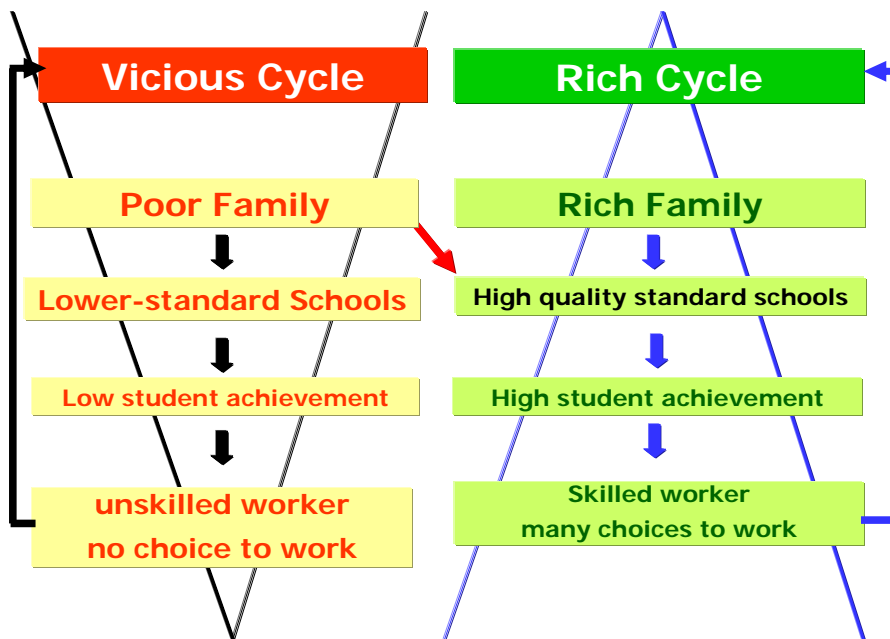 Vicious Cycle
Poor Family
Lower-standard Schools
Low student achievement
unskilled worker
no choice to work
Rich Cycle
Rich Family
High quality standard schools
High student achievement
Skilled worker
many choices to work